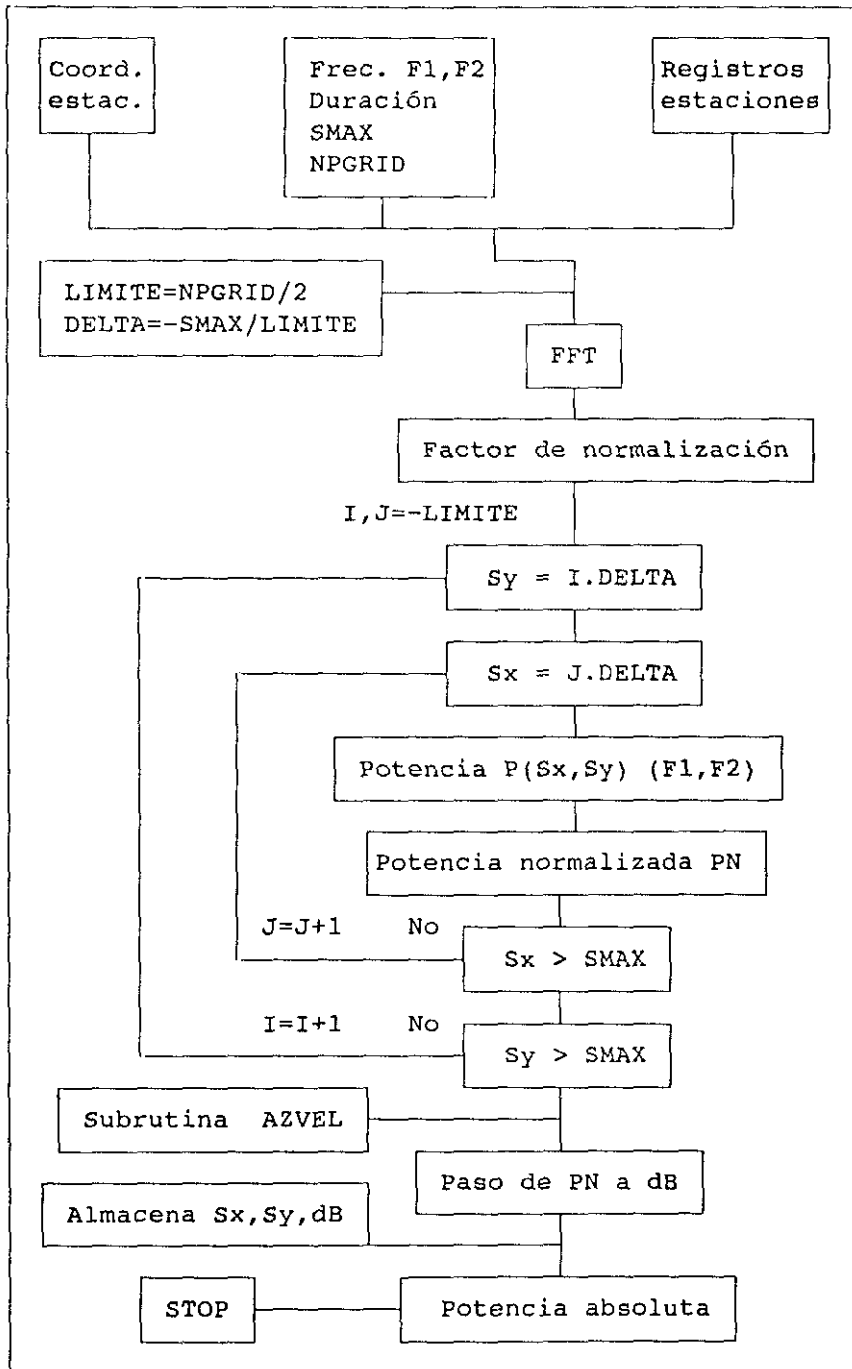 Coord.
estac.
Frec. F1,F2
Duración
SMAX
NPGRID
Registros
estaciones
LIMITE=NPGRID/2
DELTA=-SMAX/LIMITE
FFT
Factor de normalización
I,J=-LIMITE
Sy = I.DELTA
Sx = J.DELTA
Potencia P(Sx,Sy) (F1,F2)
Potencia normalizada PN
J=J+1 No
Sx > SMAX
I=I+1 No
Sy > SMAX
Subrutina AZVEL
Paso de PN a dB
Almacena Sx,Sy,dB
STOP
Potencia absoluta